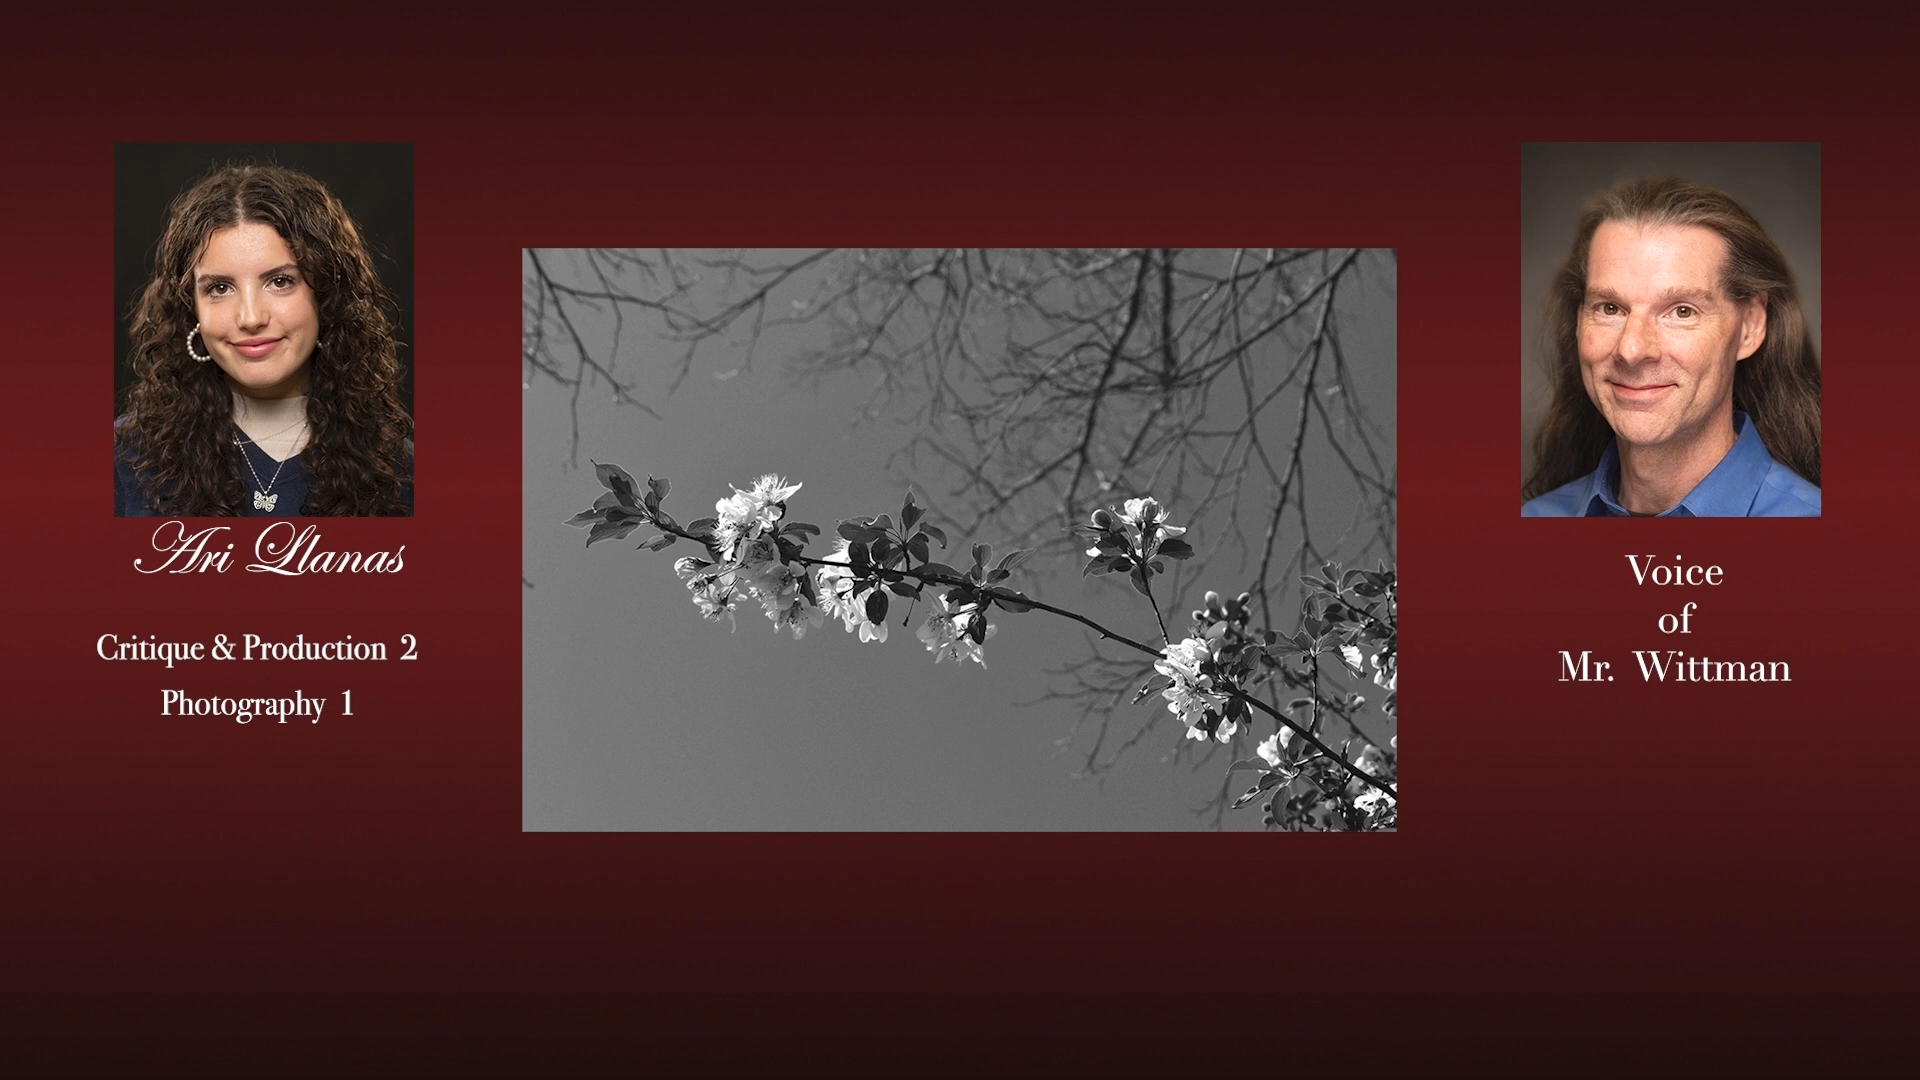 Ari Llanas
Critique & Production 2
Photography 1
Voice
of
Mr. Wittman